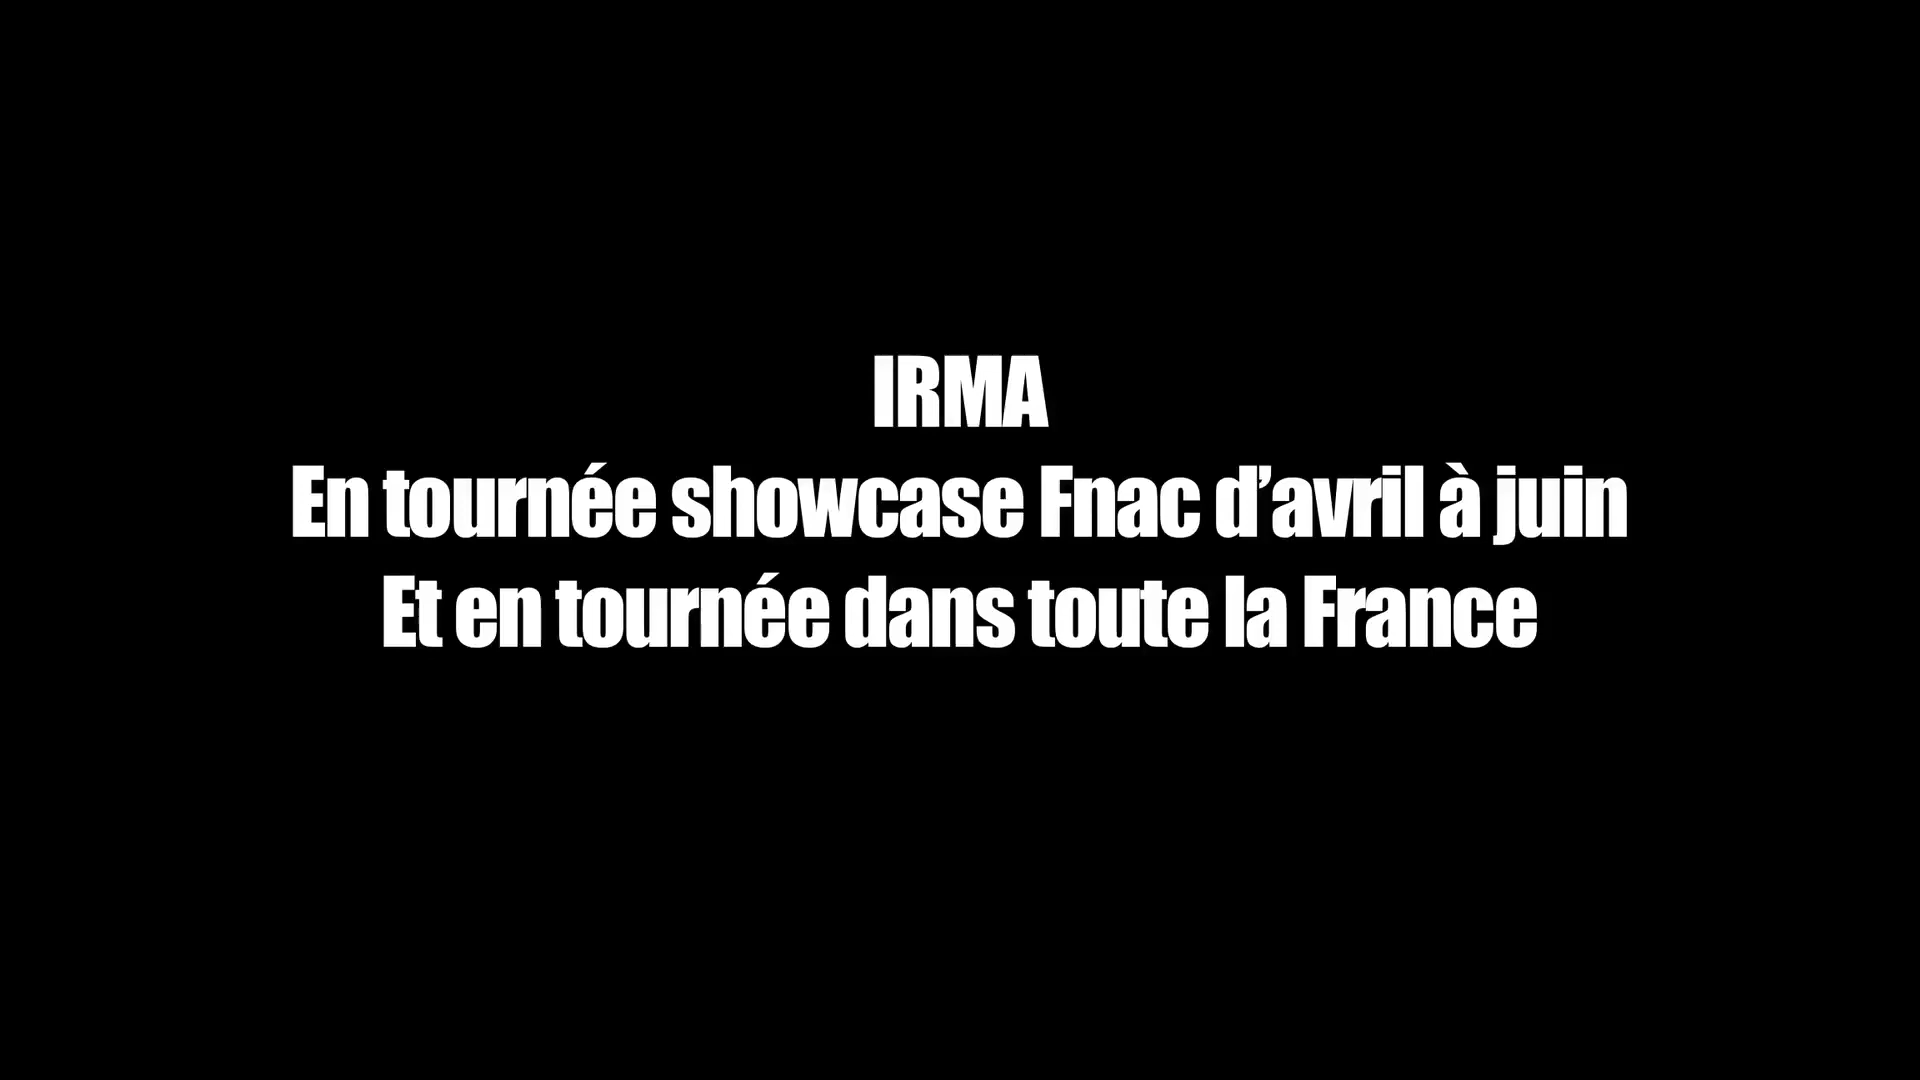 IRMA
En tournée showcase Fnac d’avril à juin
Et en tournée dans toute la France